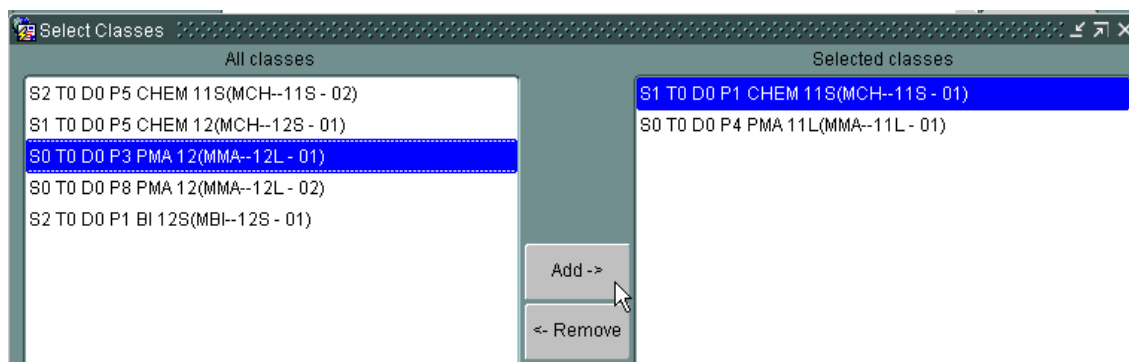 Select Classes
All classes
S2 T0 D0 P5 CHEM 11S(MCH--11S - 02)
S1 T0 D0 P5 CHEM 12(MCH--12S - 01)
S0 T0 D0 P3 PMA 12(MMA--12L - 01)
S0 T0 D0 P8 PMA 12(MMA--12L - 02)
S2 T0 D0 P1 BI 12S(MBI--12S - 01)
Add ->
<- Remove
Selected classes
S1 T0 D0 P1 CHEM 11S(MCH--11S - 01)
S0 T0 D0 P4 PMA 11L(MMA--11L - 01)